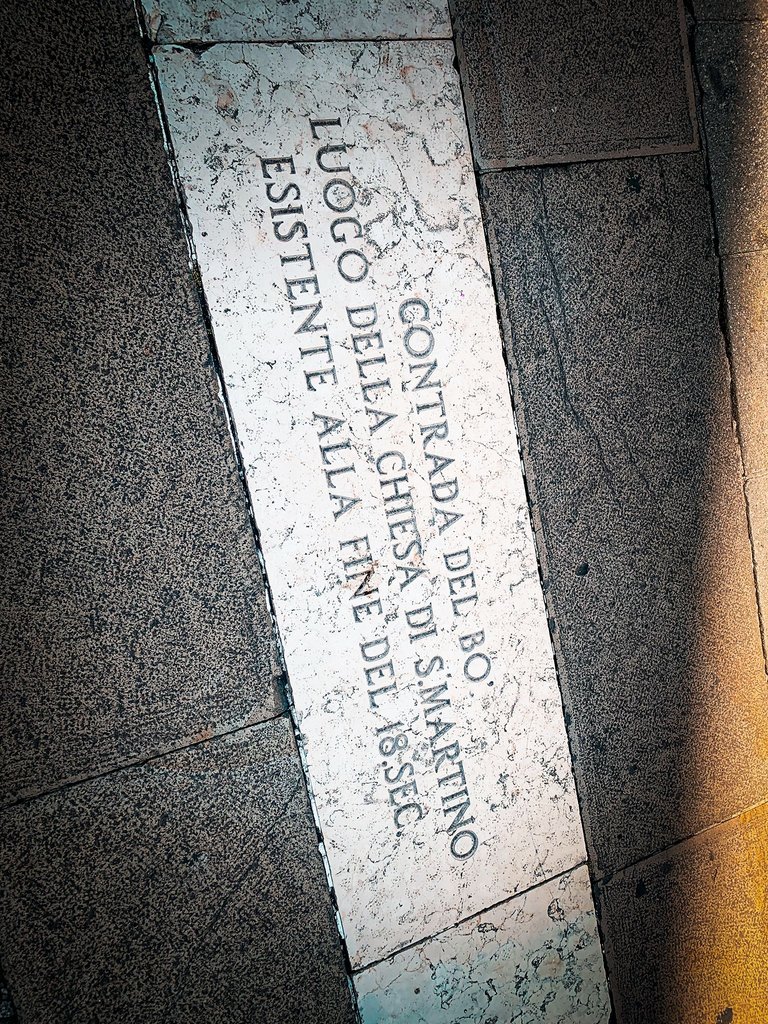 CONTRADA DEL BO'.
LUOGO DELLA CHIESA DI S.MARTINO
ESISTENTE ALLA FINE DEL 18.SEC.